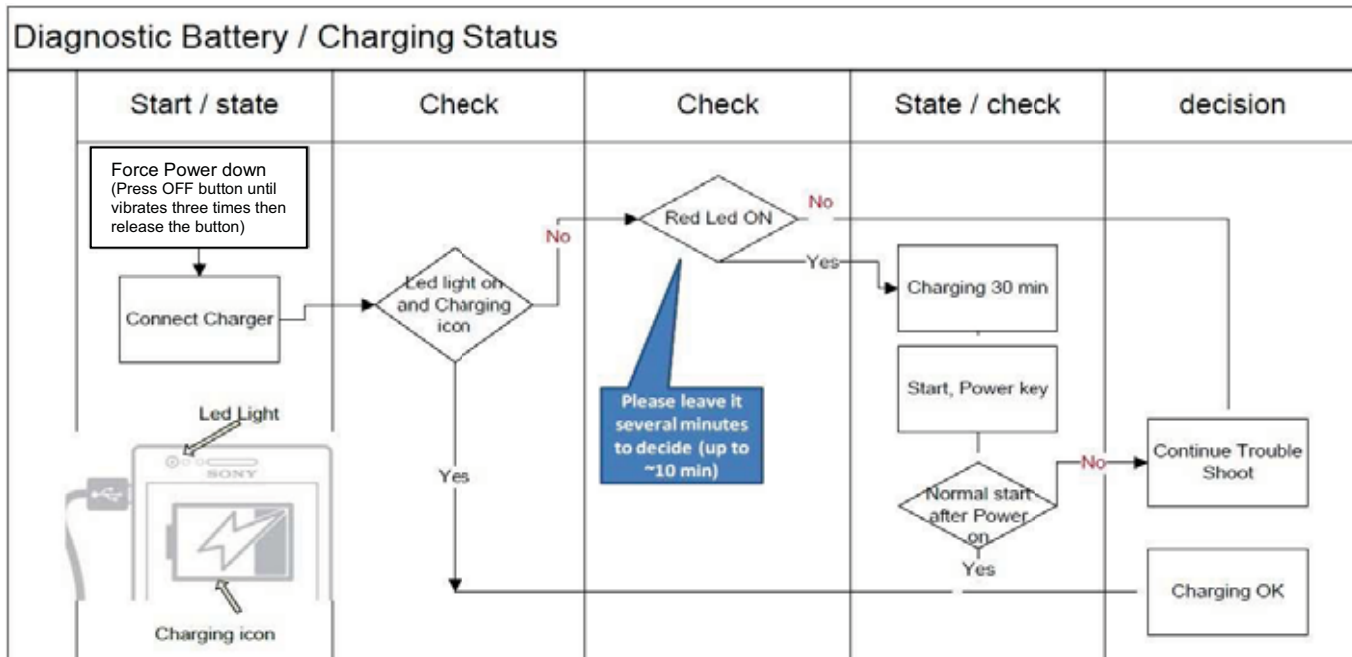 Diagnostic Battery / Charging Status
Start / state
Check
Check
State / check
decision
Force Power down
(Press OFF button until
vibrates three times then
release the button)
Connect Charger
Led light on
and Charging
icon
No
Yes
Red Led ON
No
Yes
Please leave it
several minutes
to decide (up to
~10 min)
Charging 30 min
Start, Power key
Normal start
after Power
on
No
Yes
Continue Trouble
Shoot
Charging OK
Led Light
SONY
Charging icon